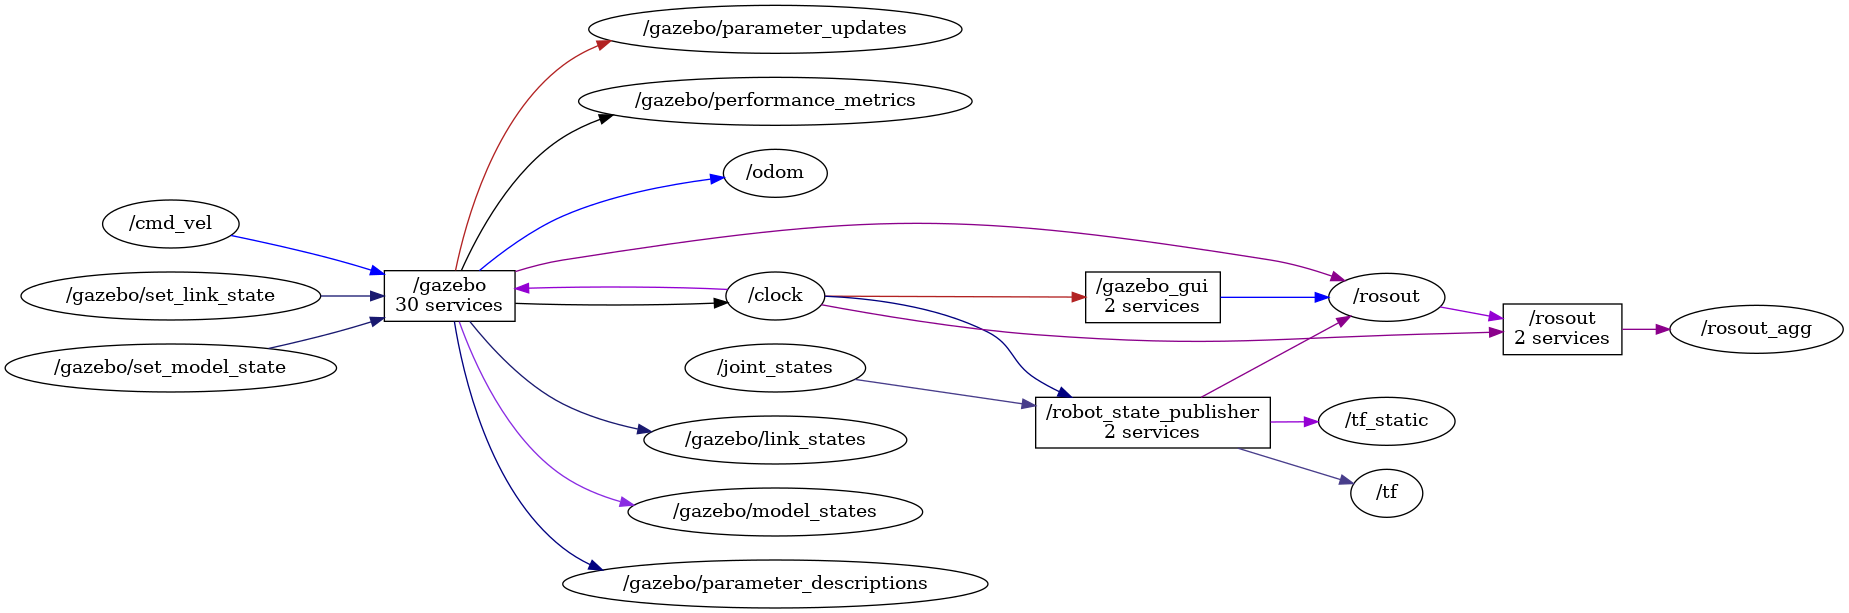 /gazebo/parameter_updates
/gazebo/performance_metrics
/odom
/cmd_vel
/gazebo/set_link_state
/gazebo/set_model_state
/gazebo
30 services
/clock
/joint_states
/gazebo/link_states
/gazebo/model_states
/gazebo/parameter_descriptions
/gazebo_gui
2 services
/robot_state_publisher
2 services
/rosout
/tf_static
/tf
/rosout
2 services
/rosout_agg